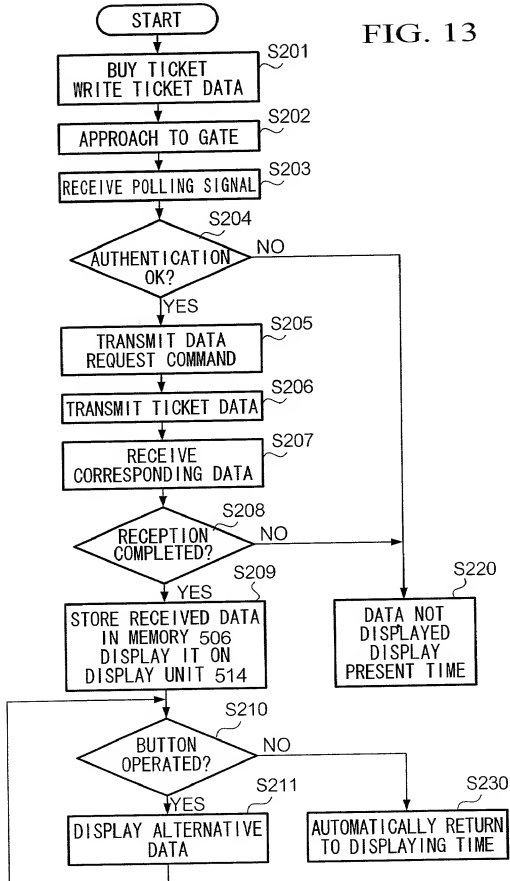 START
FIG. 13
S201
BUY TICKET
WRITE TICKET DATA
S202
APPROACH TO GATE
S203
RECEIVE POLLING SIGNAL
S204
AUTHENTICATION
OK?
NO
YES
S205
TRANSMIT DATA
REQUEST COMMAND
S206
TRANSMIT TICKET DATA
S207
RECEIVE
CORRESPONDING DATA
S208
RECEPTION
COMPLETED?
NO
YES
S209
STORE RECEIVED DATA
IN MEMORY 506
DISPLAY IT ON
DISPLAY UNIT 514
S220
DATA NOT
DISPLAYED
DISPLAY
PRESENT TIME
S210
BUTTON
OPERATED?
NO
YES
S211
DISPLAY ALTERNATIVE
DATA
S230
AUTOMATICALLY RETURN
TO DISPLAYING TIME